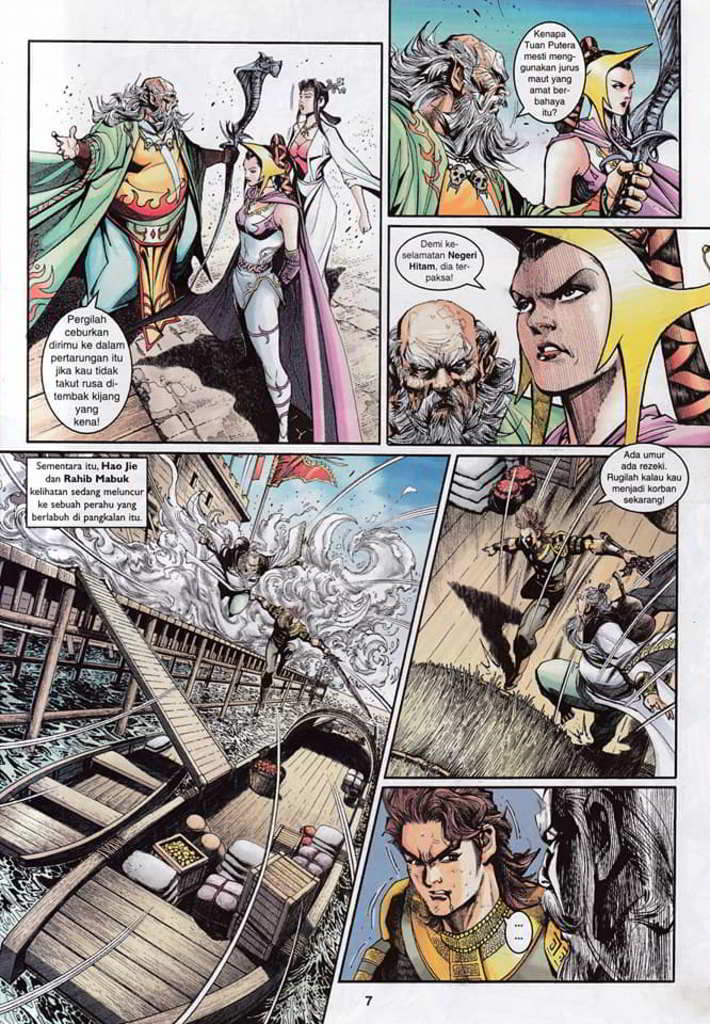 Pergilah
ceburkan
dirimu ke dalam
pertarungan itu
jika kau tidak
takut rusa di-
tembak kijang
yang
kena!
Kenapa
Tuan Putera
mesti meng-
gunakan jurus
maut yang
amat ber-
bahaya
itu?
Demi ke-
selamatan Negeri
Hitam, dia ter-
paksa!
Sementara itu, Hao Jie
dan Rahib Mabuk
kelihatan sedang meluncur
ke sebuah perahu yang
berlabuh di pangkalan itu.
Ada umur
ada rezeki.
Rugilah kalau kau
menjadi korban
sekarang!
...
...
7